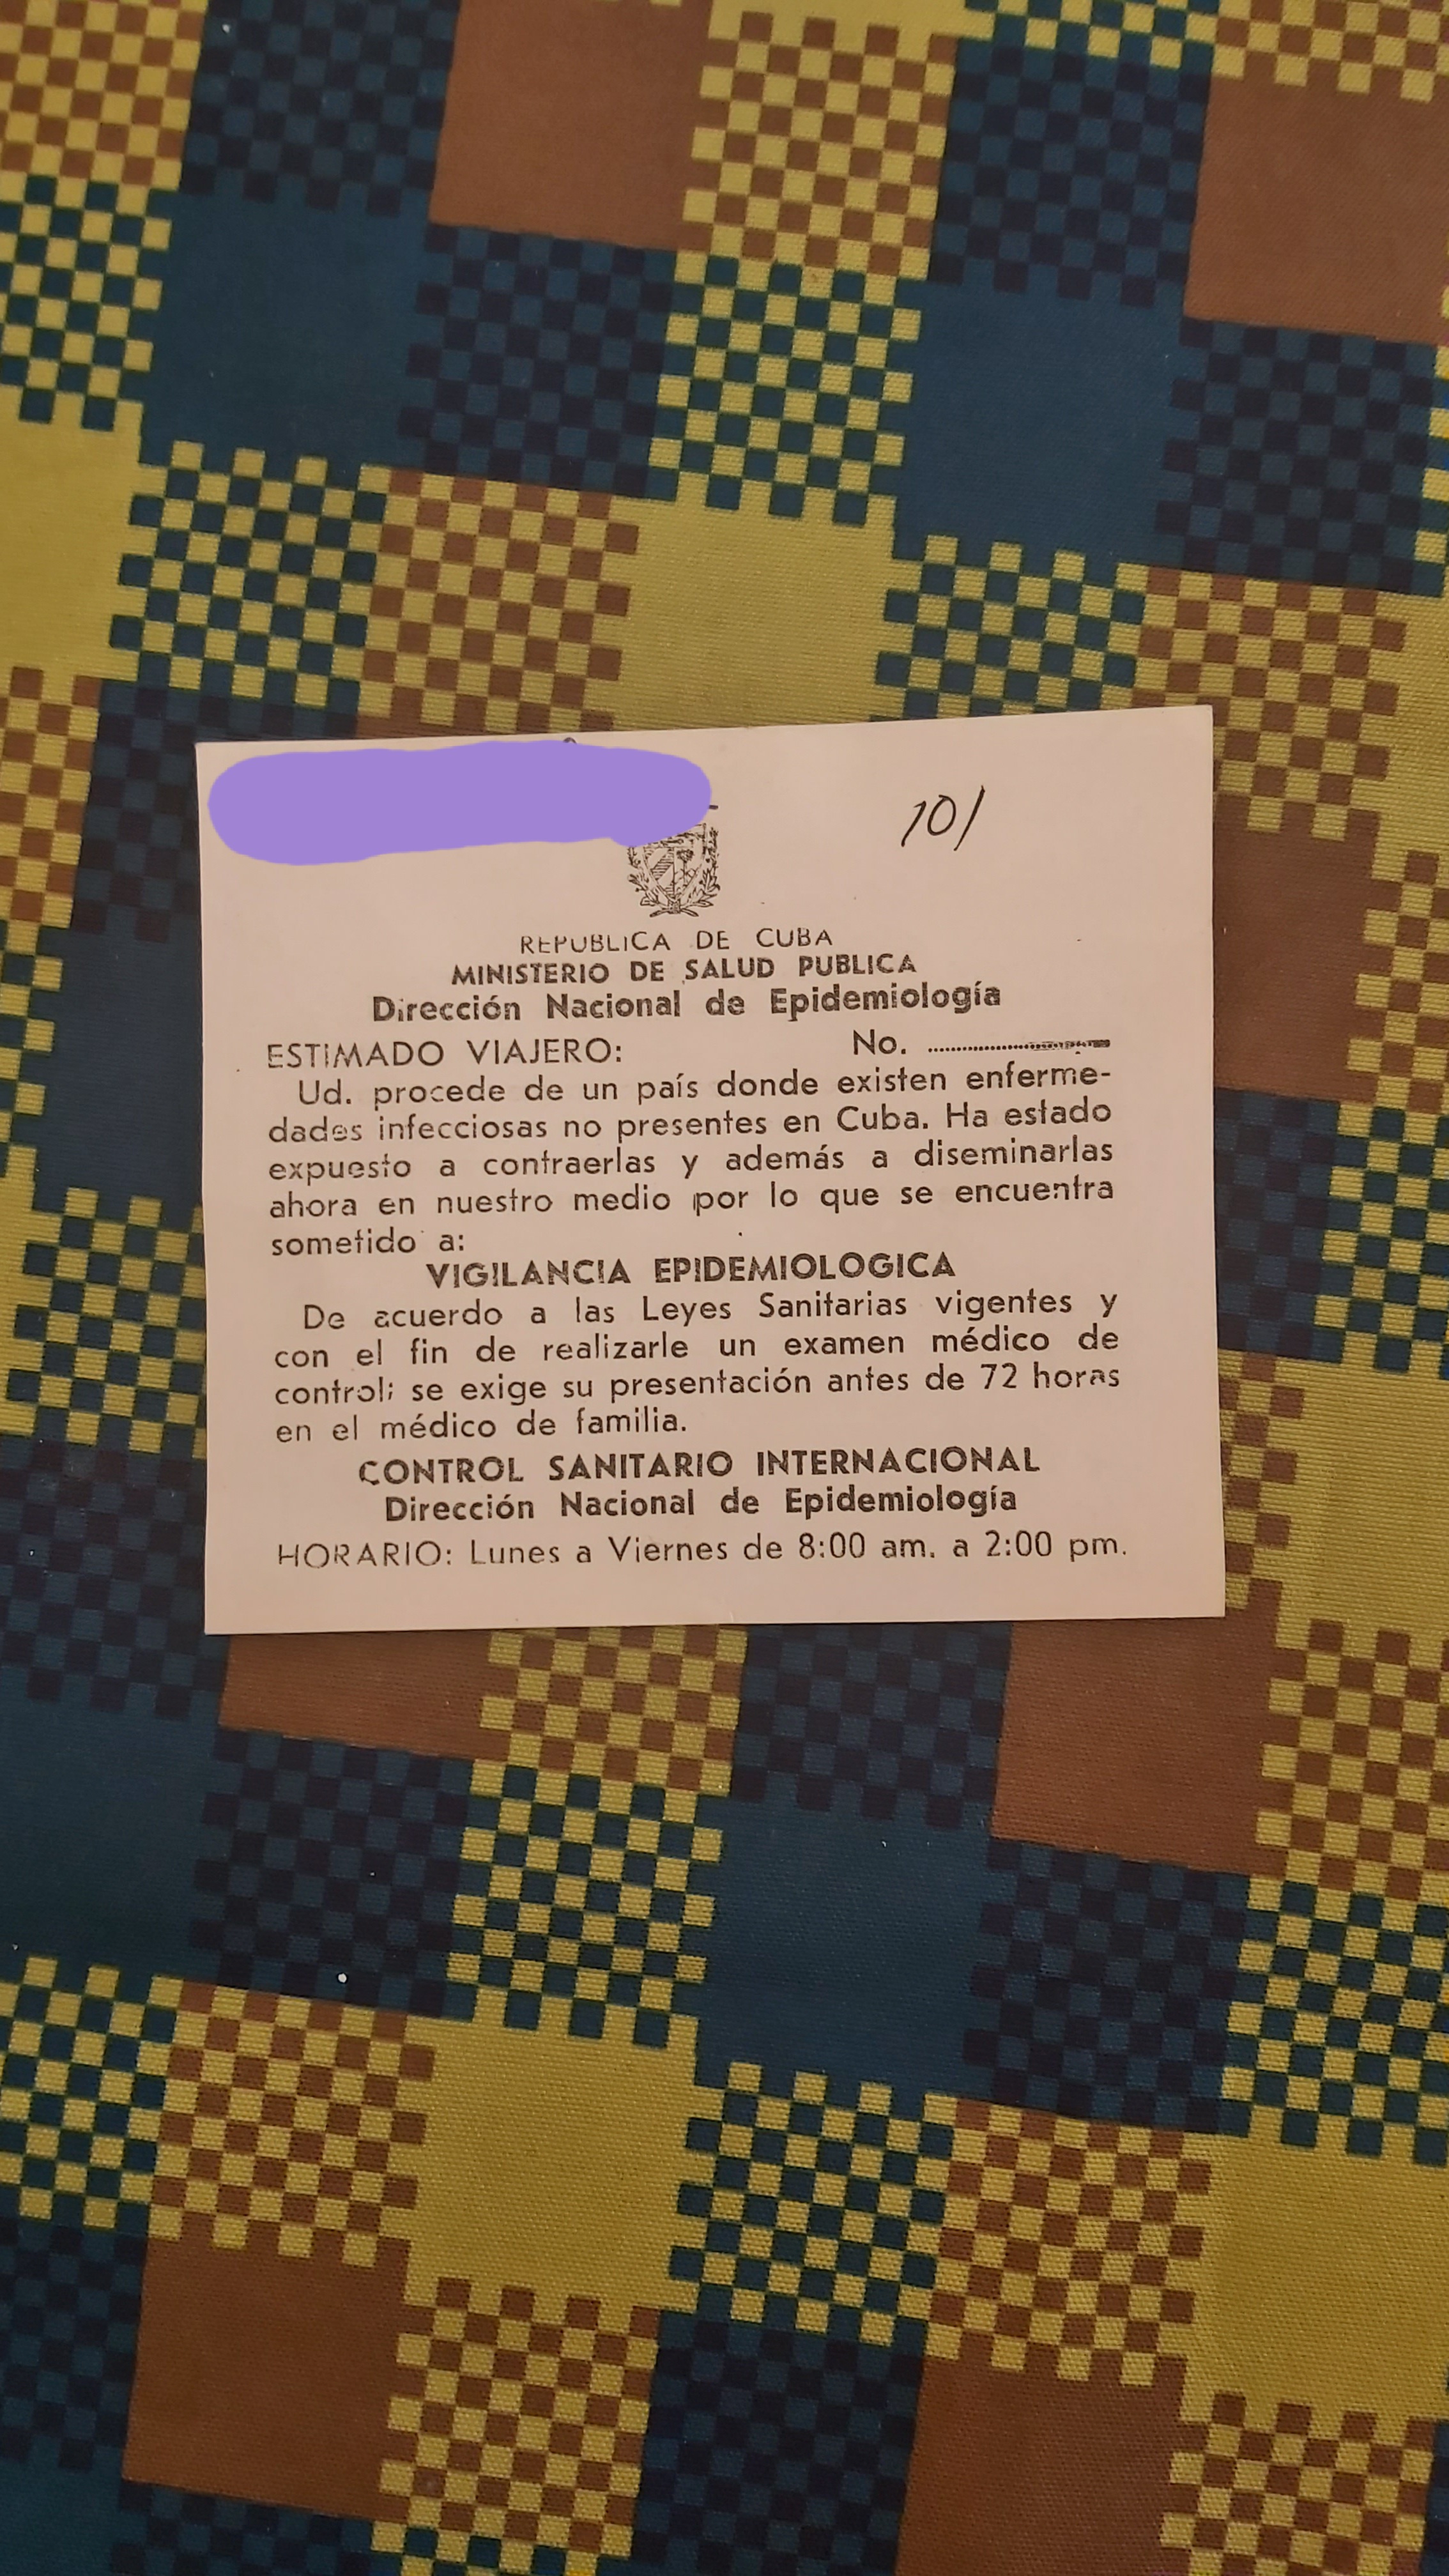 101
REPUBLICA DE CUBA
MINISTERIO DE SALUD PUBLICA
Dirección Nacional de Epidemiología
ESTIMADO VIAJERO: No. ........................
Ud. procede de un país donde existen enferme-
dades infecciosas no presentes en Cuba. Ha estado
expuesto a contraerlas y además a diseminarlas
ahora en nuestro medio por lo que se encuentra
sometido a:
VIGILANCIA EPIDEMIOLOGICA
De acuerdo a las Leyes Sanitarias vigentes y
con el fin de realizarle un examen médico de
control; se exige su presentación antes de 72 horas
en el médico de familia.
CONTROL SANITARIO INTERNACIONAL
Dirección Nacional de Epidemiología
HORARIO: Lunes a Viernes de 8:00 am. a 2:00 pm.